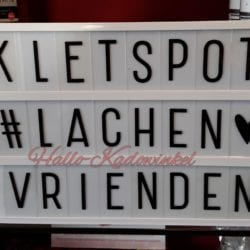 KLETSPOT
#LACHEN♥
Hallo Kadowinkel
VRIENDEN